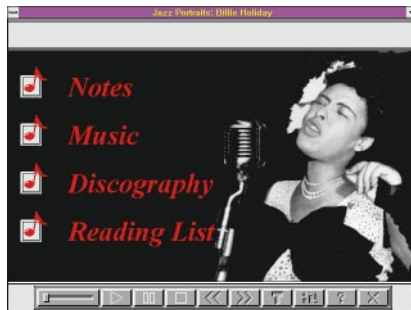 Jazz Portraits: Billie Holiday
Notes
Music
Discography
Reading List
T
?
X